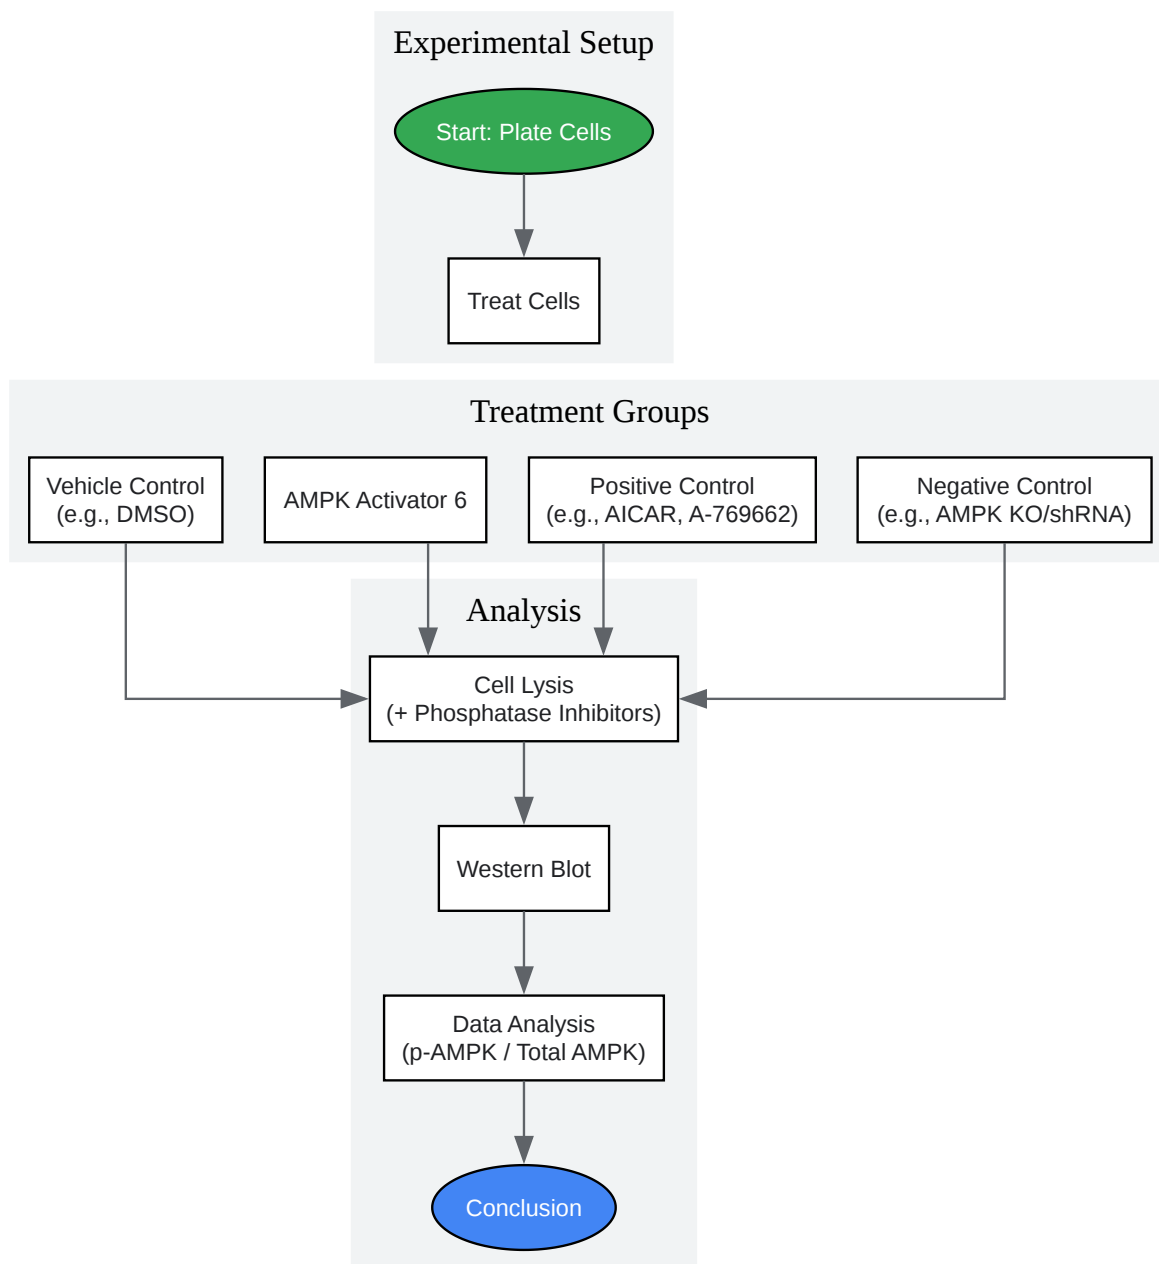 Experimental Setup
Start: Plate Cells
Treat Cells
Treatment Groups
Vehicle Control
(e.g., DMSO)
AMPK Activator 6
Positive Control
(e.g., AICAR, A-769662)
Negative Control
(e.g., AMPK KO/shRNA)
Analysis
Cell Lysis
(+ Phosphatase Inhibitors)
Western Blot
Data Analysis
(p-AMPK / Total AMPK)
Conclusion